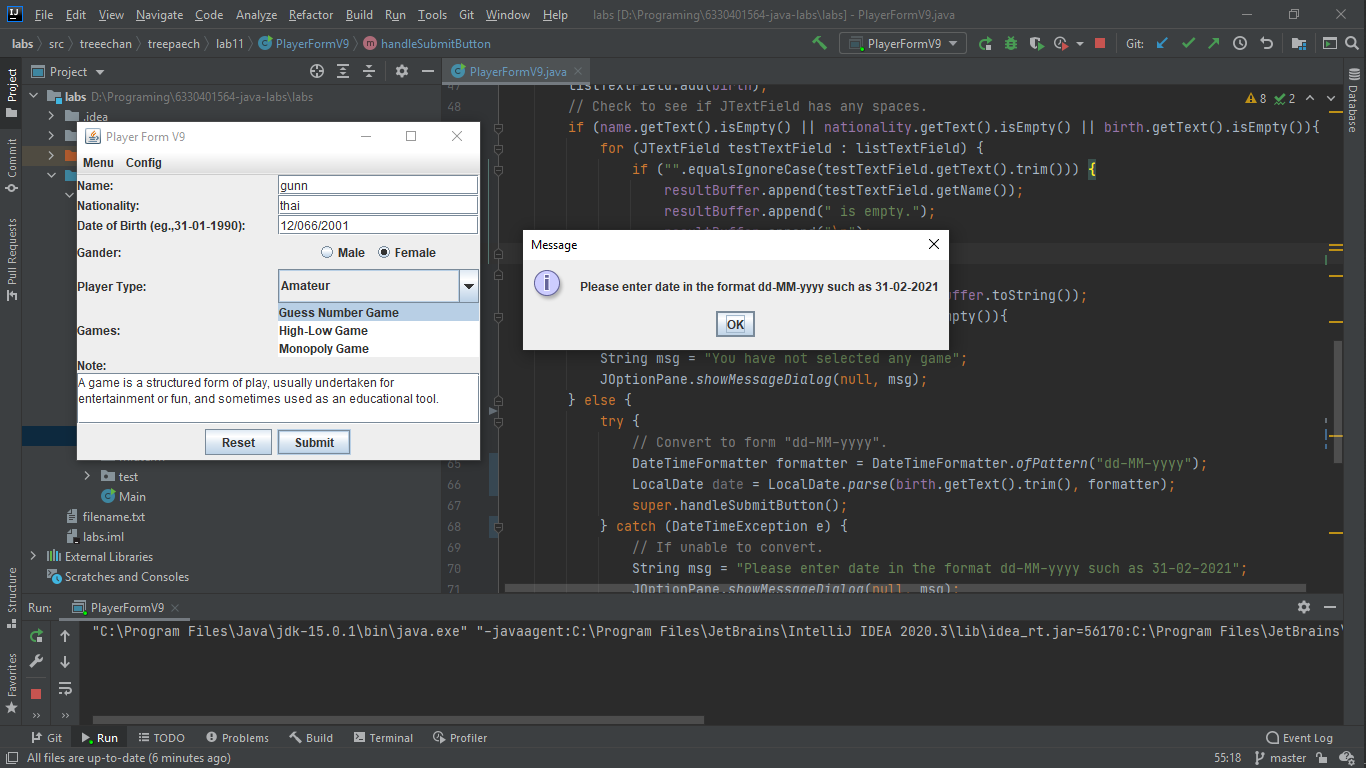 File Edit View Navigate Code Analyze Refactor Build Run Tools Git Window Help labs [D:\Programing\6330401564-java-labs\labs] - PlayerFormV9.java
labs src treeechan treepaech lab11 PlayerFormV9 handleSubmitButton PlayerFormV9 Git:
Project PlayerFormV9.java
Project
Commit
Pull Requests
Structure
Favorites
Database
labs D:\Programing\6330401564-java-labs\labs
.idea
test
Main
filename.txt
labs.iml
External Libraries
Scratches and Consoles
8 2
47 listTextField.add(birth);
48 // Check to see if JTextField has any spaces.
if (name.getText().isEmpty() || nationality.getText().isEmpty() || birth.getText().isEmpty()){
for (JTextField testTextField : listTextField) {
if ("".equalsIgnoreCase(testTextField.getText().trim())) {
resultBuffer.append(testTextField.getName());
resultBuffer.append(" is empty.");
ffer.toString());
mpty()){
String msg = "You have not selected any game";
JOptionPane.showMessageDialog(null, msg);
} else {
try {
// Convert to form "dd-MM-yyyy".
65 DateTimeFormatter formatter = DateTimeFormatter.ofPattern("dd-MM-yyyy");
66 LocalDate date = LocalDate.parse(birth.getText().trim(), formatter);
67 super.handleSubmitButton();
68 } catch (DateTimeException e) {
69 // If unable to convert.
70 String msg = "Please enter date in the format dd-MM-yyyy such as 31-02-2021";
71 JOptionPane.showMessageDialog(null, msg);
Player Form V9
Menu Config
Name: gunn
Nationality: thai
Date of Birth (eg.,31-01-1990): 12/066/2001
Gander: Male Female
Player Type: Amateur
Games:
Guess Number Game
High-Low Game
Monopoly Game
Note:
A game is a structured form of play, usually undertaken for
entertainment or fun, and sometimes used as an educational tool.
Reset Submit
Message
Please enter date in the format dd-MM-yyyy such as 31-02-2021
OK
Run: PlayerFormV9
"C:\Program Files\Java\jdk-15.0.1\bin\java.exe" "-javaagent:C:\Program Files\JetBrains\IntelliJ IDEA 2020.3\lib\idea_rt.jar=56170:C:\Program Files\JetBrains\
Git Run TODO Problems Build Terminal Profiler Event Log
All files are up-to-date (6 minutes ago) 55:18 master